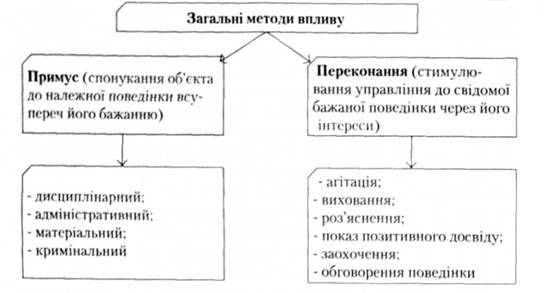 Загальні методи впливу
Примус (спонукання об'єкта
до належної поведінки всу-
переч його бажанню)
Переконання (стимулю-
вання управління до свідомої
бажаної поведінки через його
інтереси)
- дисциплінарний;
- адміністративний;
- матеріальний;
- кримінальний
- агітація;
- виховання;
- роз'яснення;
- показ позитивного досвіду;
- заохочення;
- обговорення поведінки